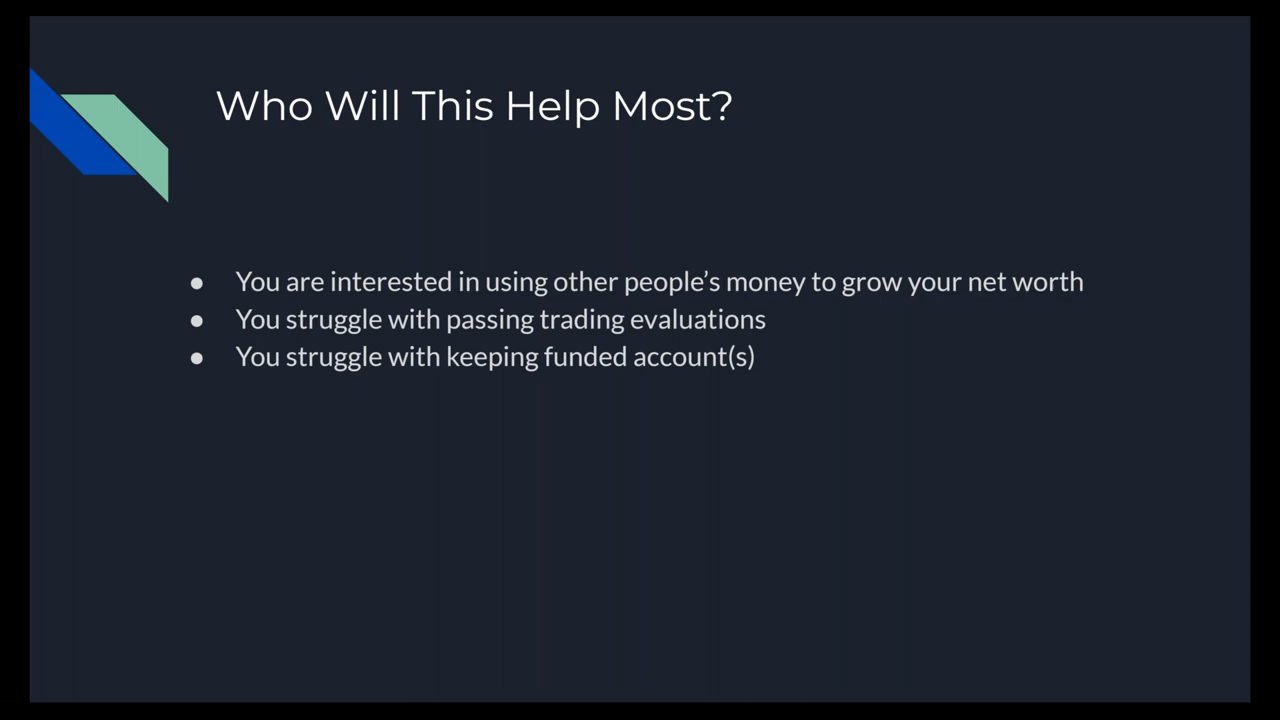 Who Will This Help Most?
● You are interested in using other people’s money to grow your net worth
● You struggle with passing trading evaluations
● You struggle with keeping funded account(s)